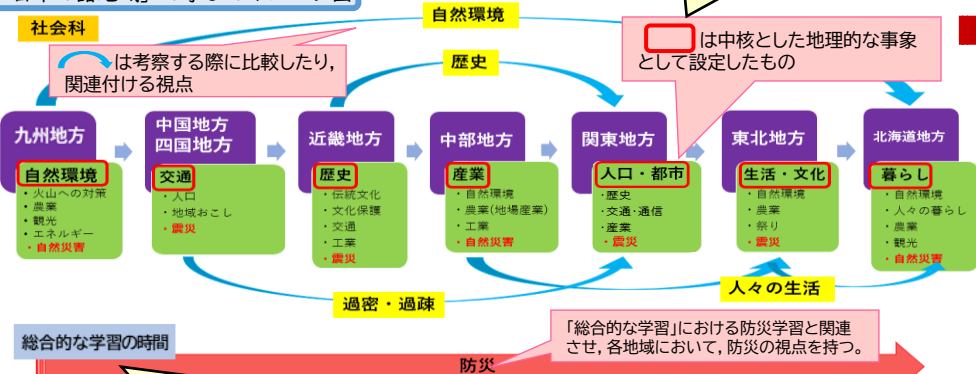 社会科
自然環境
は考察する際に比較したり，
関連付ける視点
歴史
は中核とした地理的な事象
として設定したもの
九州地方
自然環境
・火山への対策
・農業
・観光
・エネルギー
・自然災害
中国地方
四国地方
交通
・人口
・地域おこし
・震災
近畿地方
歴史
・伝統文化
・文化保護
・交通
・工業
・震災
中部地方
産業
・自然環境
・農業(地場産業)
・工業
・自然災害
関東地方
人口・都市
・歴史
・交通・通信
・産業
・震災
東北地方
生活・文化
・自然環境
・農業
・祭り
・震災
北海道地方
暮らし
・自然環境
・人々の暮らし
・農業
・観光
・自然災害
過密・過疎
人々の生活
総合的な学習の時間
「総合的な学習」における防災学習と関連
させ，各地域において，防災の視点を持つ。
防災